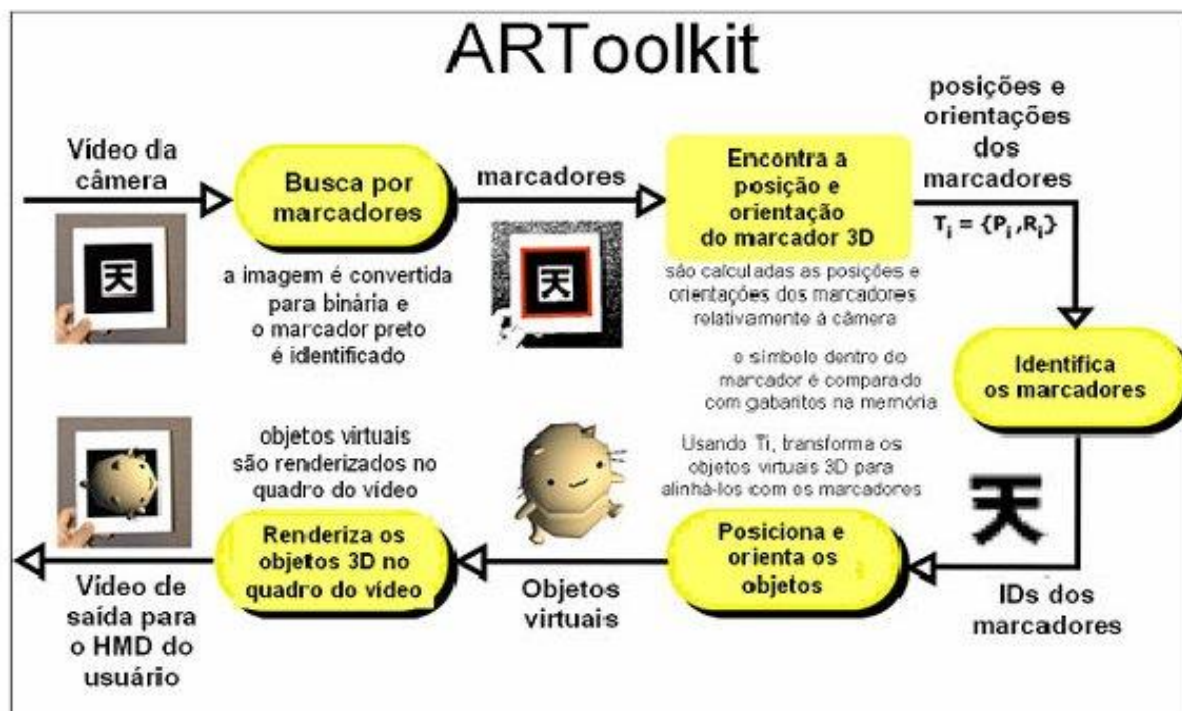 ARToolkit
Vídeo da
câmera
Busca por
marcadores
a imagem é convertida
para binária e
o marcador preto
é identificado
marcadores
天
天
Encontra a
posição e
orientação
do marcador 3D
são calculadas as posições e
orientações dos marcadores
relativamente à câmera
posições e
orientações
dos
marcadores
Ti = {Pi ,Ri}
Identifica
os marcadores
o símbolo dentro do
marcador é comparado
com gabaritos na memória
天
IDs dos
marcadores
Usando Ti, transforma os
objetos virtuais 3D para
alinhá-los com os marcadores
Posiciona e
orienta os
objetos
Objetos
virtuais
objetos virtuais
são renderizados no
quadro do vídeo
Renderiza os
objetos 3D no
quadro do vídeo
Vídeo de
saída para
o HMD do
usuário